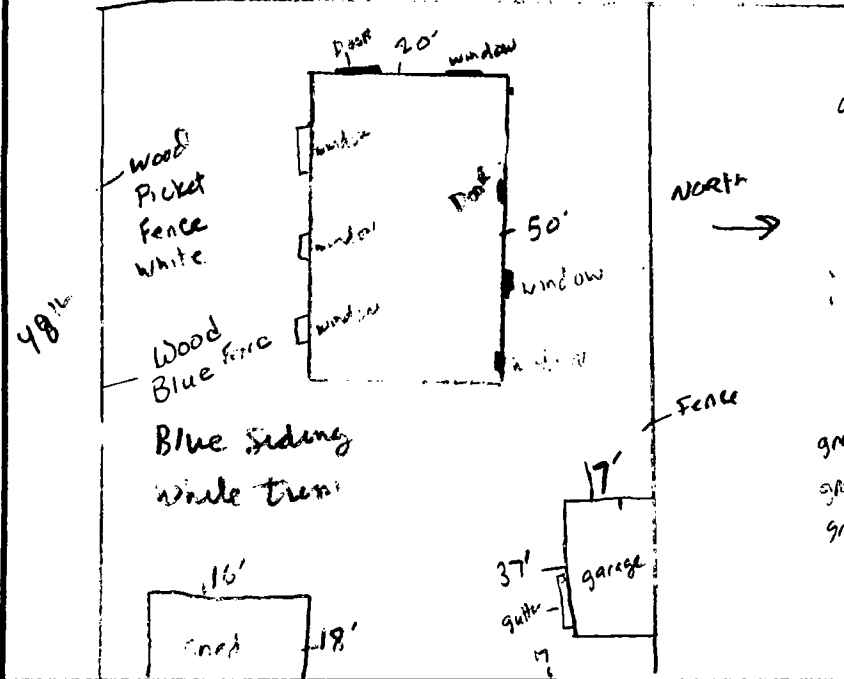 Door
20'
window
window
Wood
Picket
Fence
white
Door
North
window
50'
window
window
48
Wood
Blue Fence
Fence
Blue Siding
White trim
17'
37'
garage
gutter
16'
18'